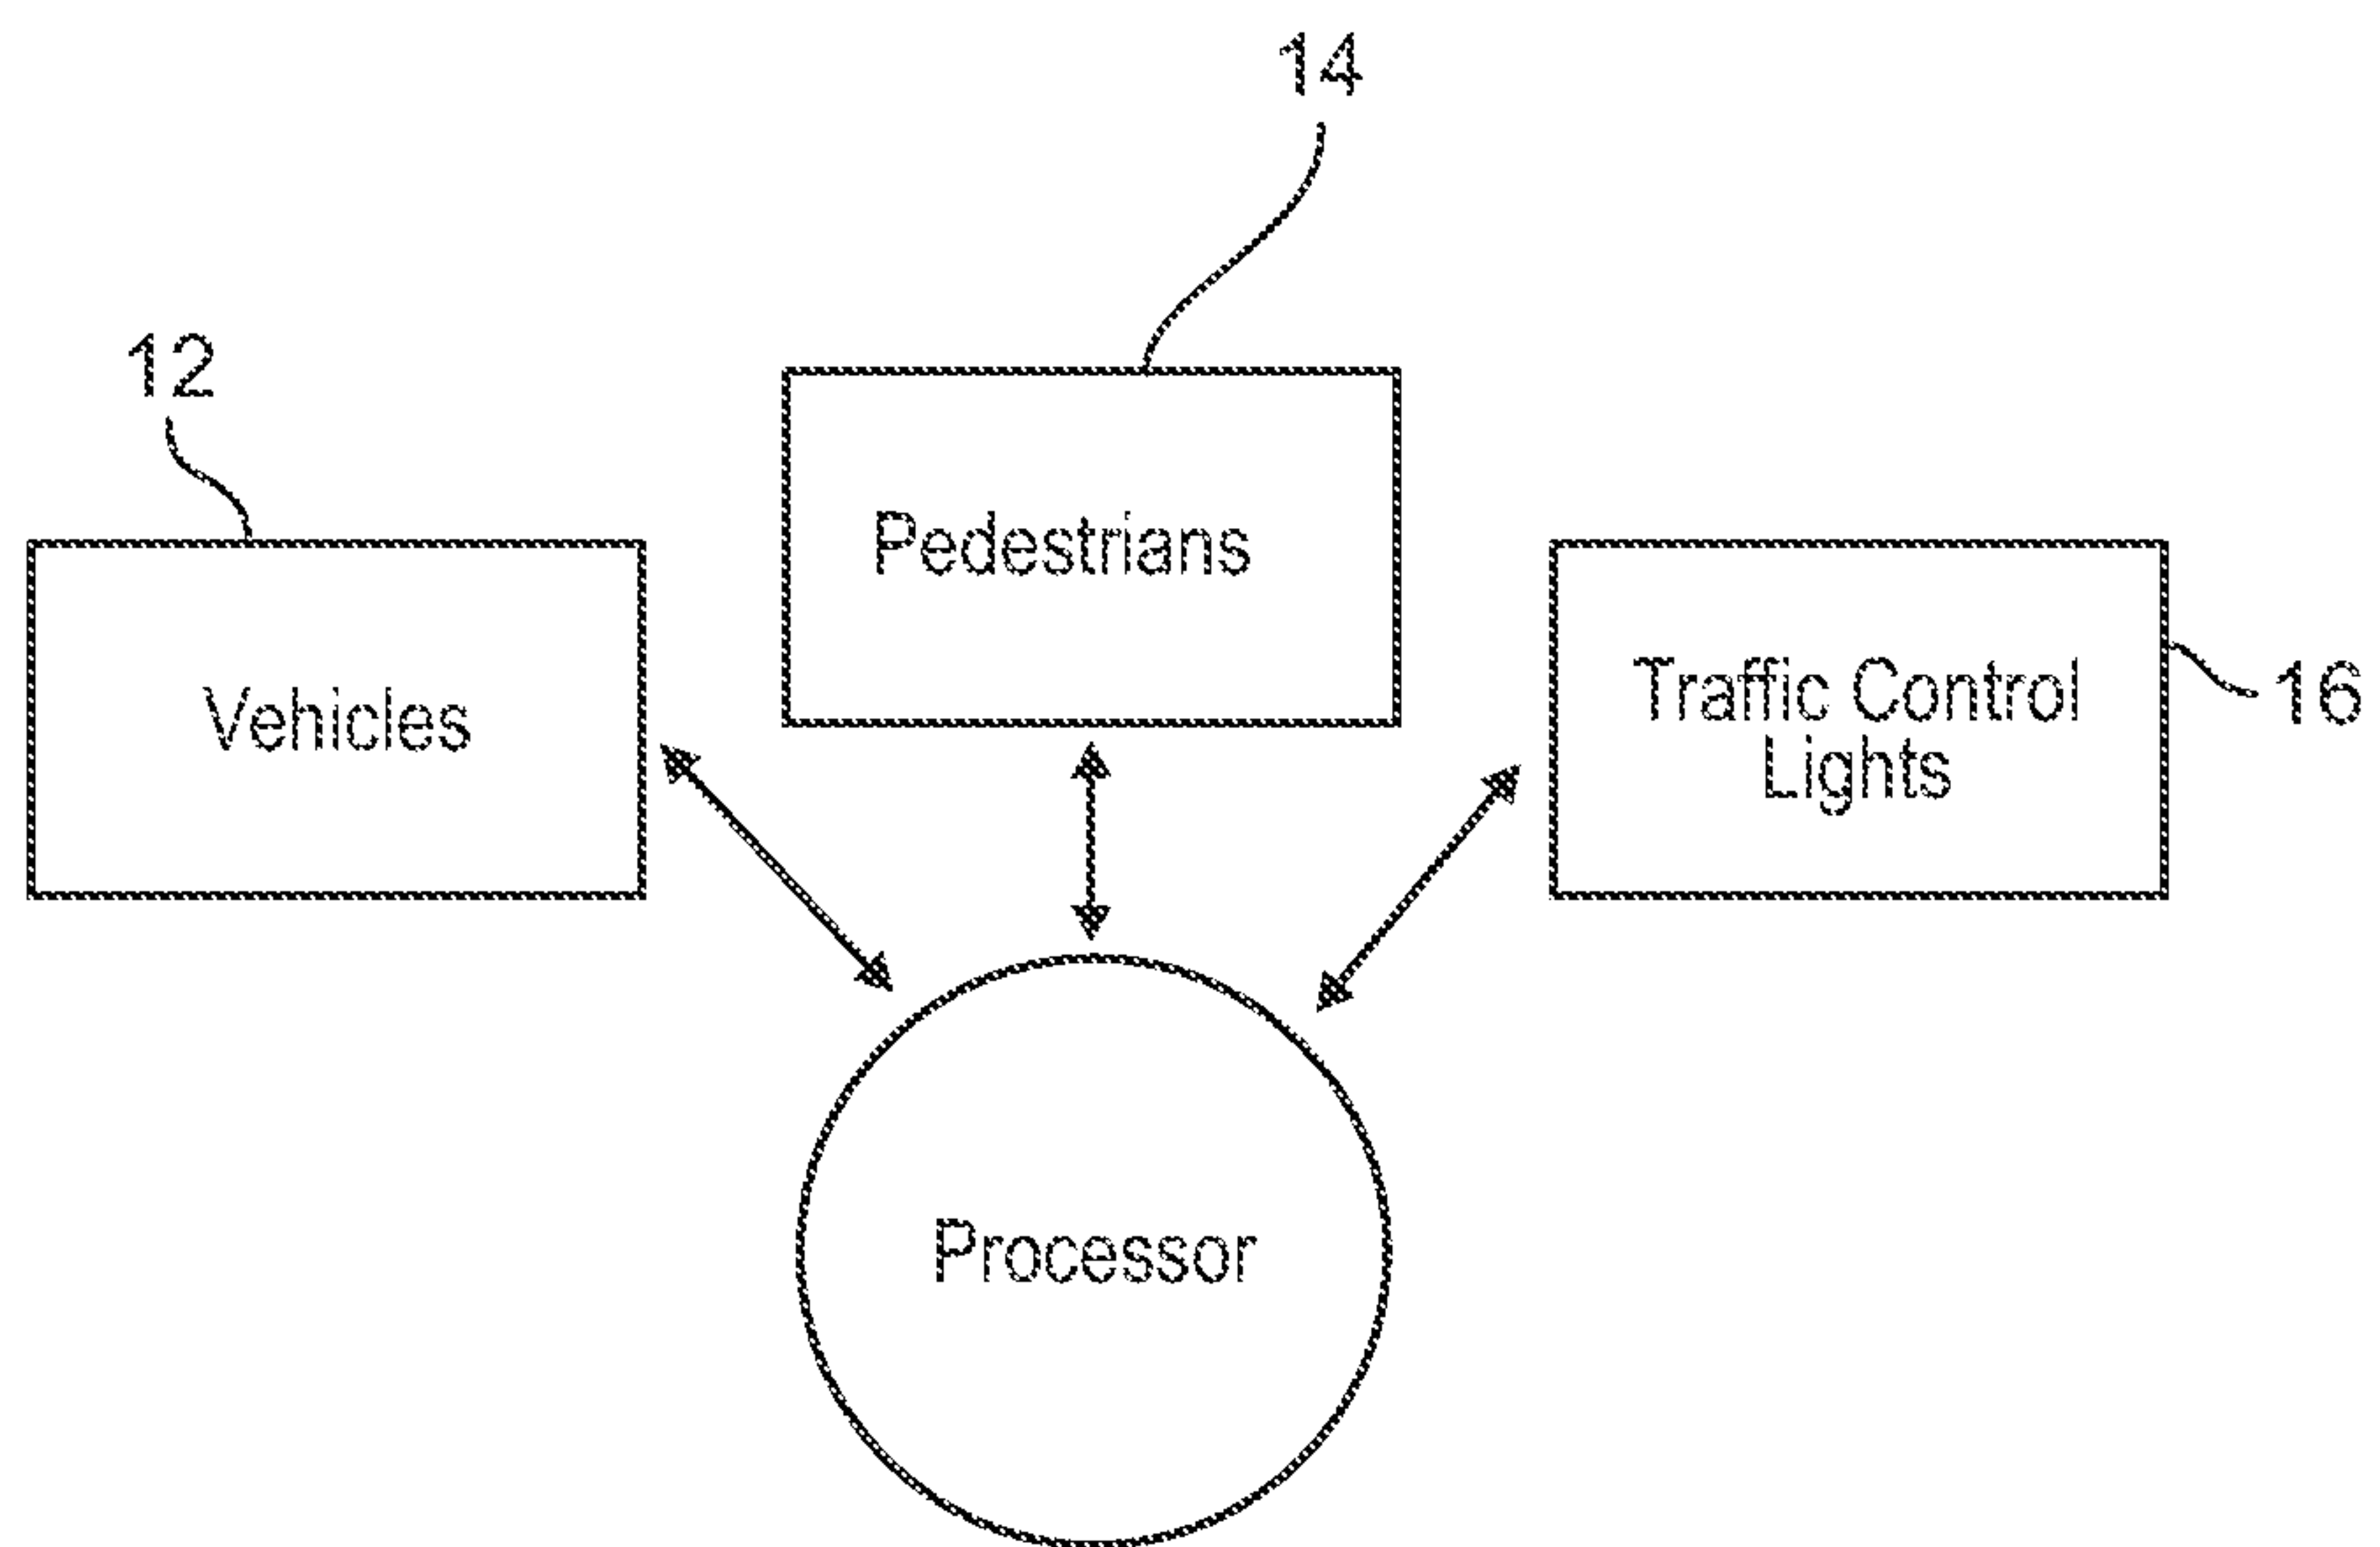 14
12
Pedestrians
Vehicles
Traffic Control
Lights
16
Processor